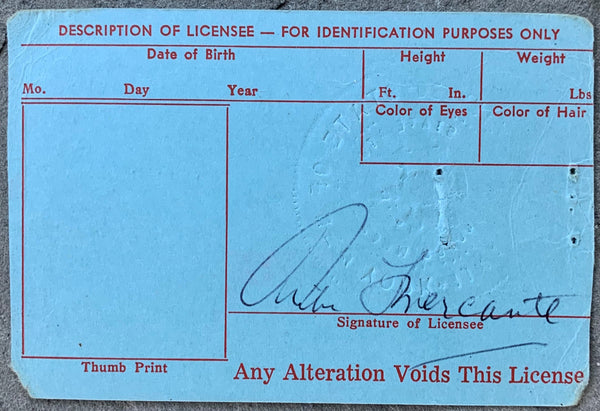 DESCRIPTION OF LICENSEE — FOR IDENTIFICATION PURPOSES ONLY
Date of Birth Height Weight
Mo. Day Year Ft. In. Lbs
Color of Eyes Color of Hair
Mercante
Signature of Licensee
Thumb Print
Any Alteration Voids This License